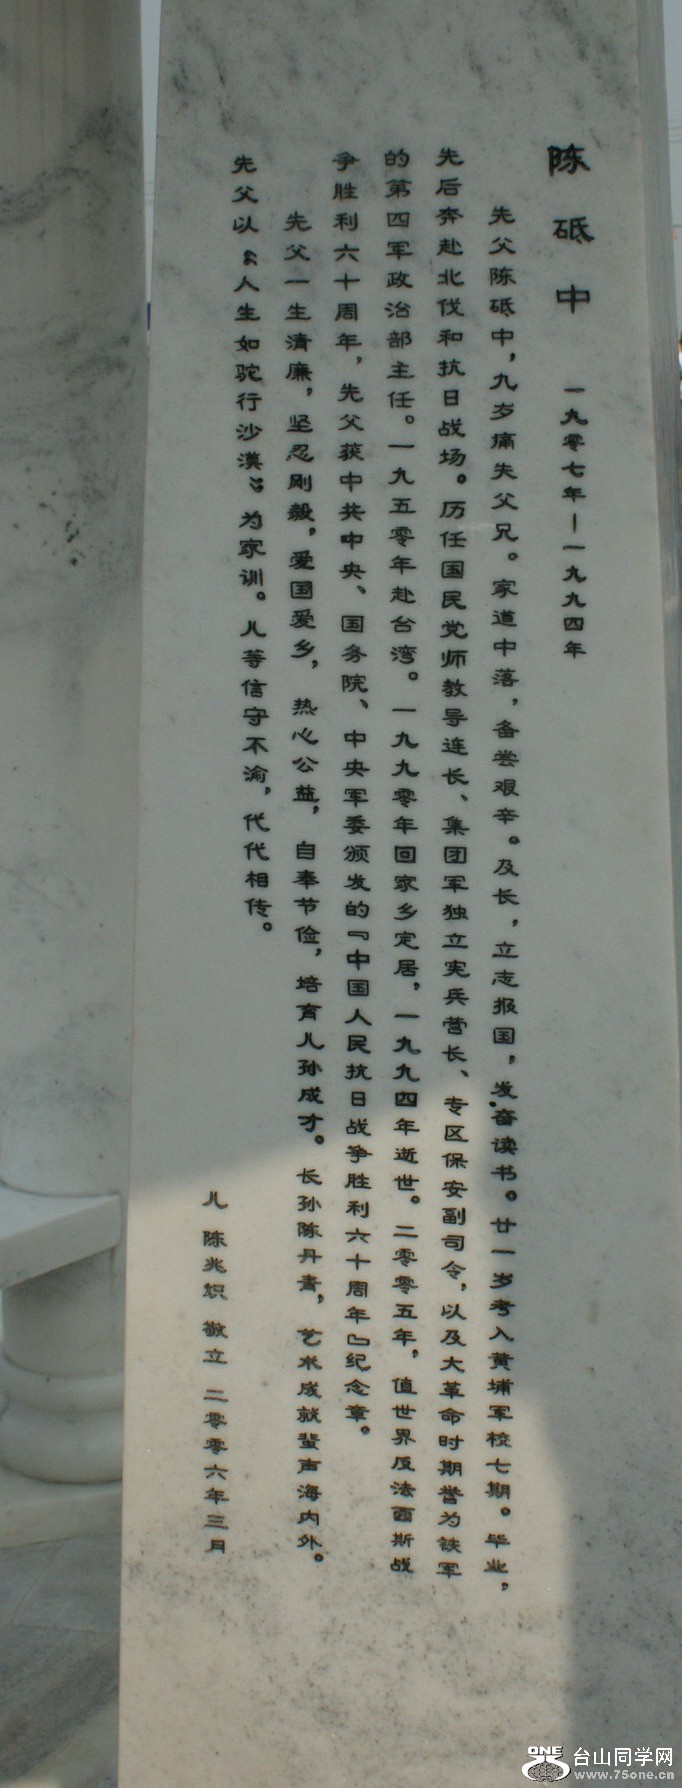 陈砥中 一九零七年－一九九四年
先父陈砥中，九岁痛失父兄。家道中落，备尝艰辛。及长，立志报国，发奋读书。廿一岁考入黄埔军校七期。毕业，
先后奔赴北伐和抗日战场。历任国民党师教导连长、集团军独立宪兵营长、专区保安副司令，以及大革命时期誉为铁军
的第四军政治部主任。一九五零年赴台湾。一九九零年回家乡定居，一九九四年逝世。二零零五年，值世界反法西斯战
争胜利六十周年，先父获中共中央、国务院、中央军委颁发的『中国人民抗日战争胜利六十周年』纪念章。
先父一生清廉，坚忍刚毅，爱国爱乡，热心公益，自奉节俭，培育儿孙成才。长孙陈丹青，艺术成就蜚声海内外。
先父以“人生如驼行沙漠”为家训。儿等信守不渝，代代相传。
儿 陈兆炽 敬立 二零零六年三月
ONE 台山同学网
www.75one.cn